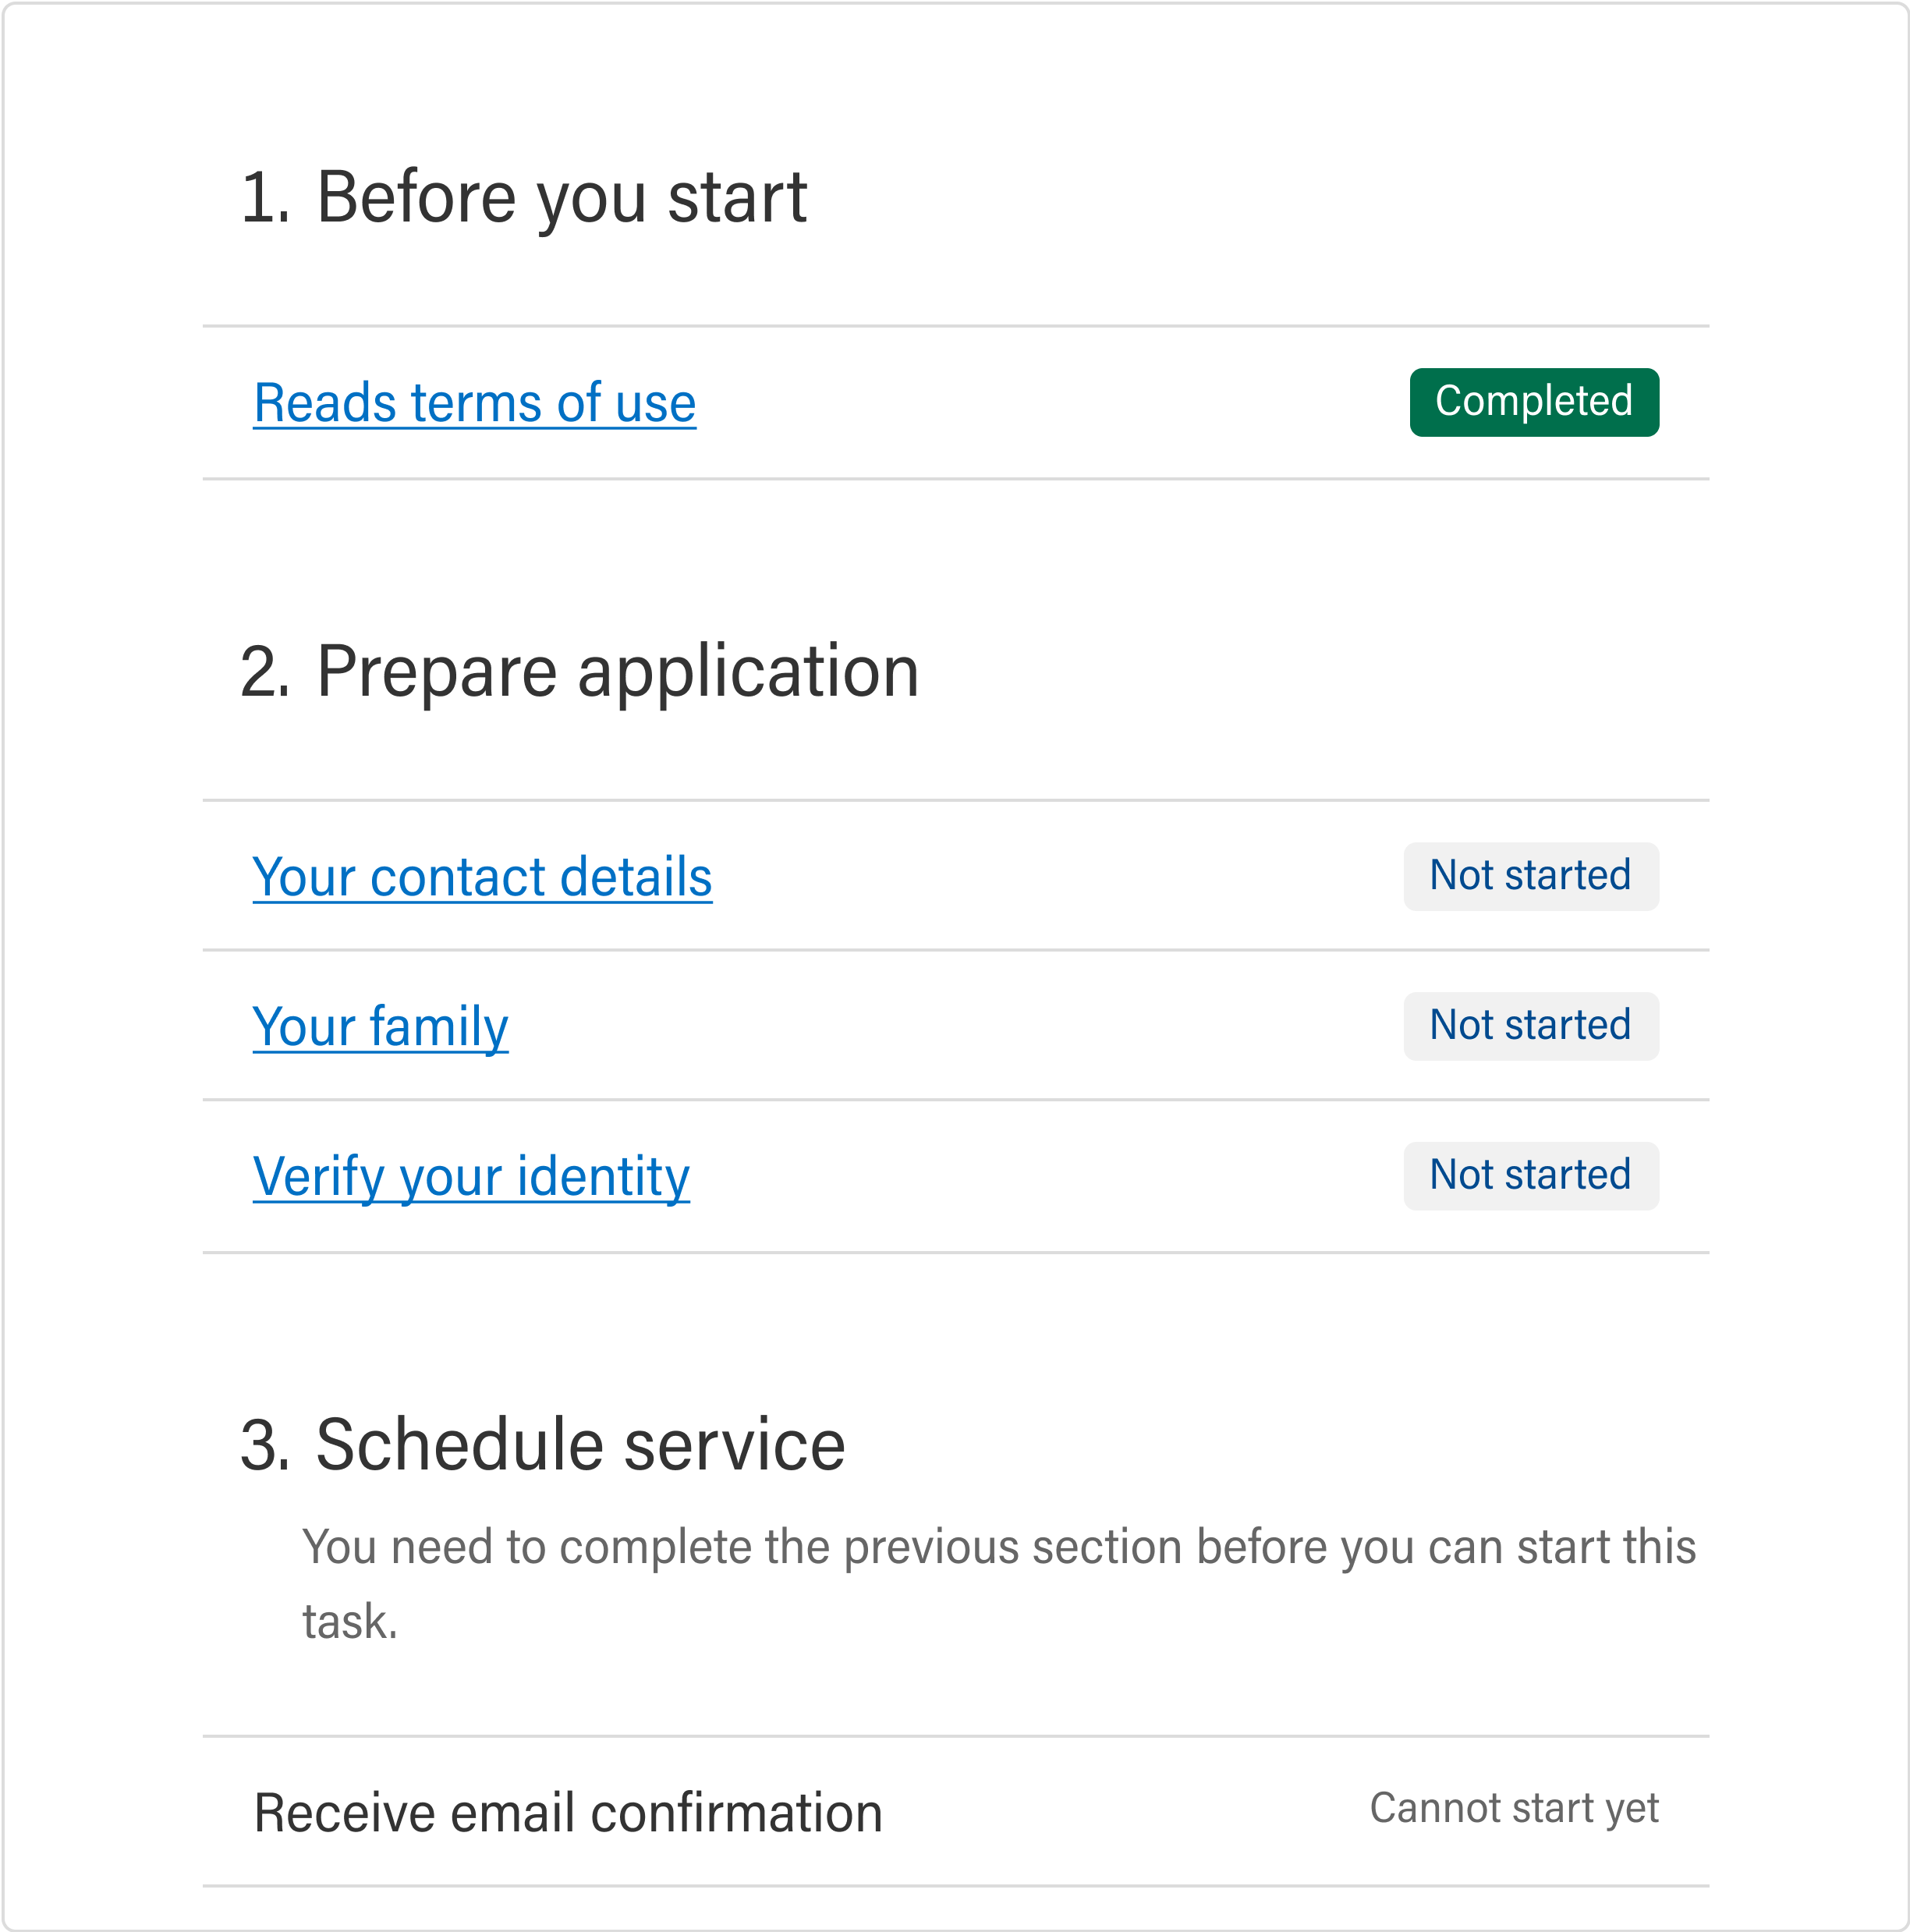 1. Before you start
Reads terms of use
Completed
2. Prepare application
Your contact details
Not started
Your family
Not started
Verify your identity
Not started
3. Schedule service
You need to complete the previous section before you can start this
task.
Receive email confirmation
Cannot start yet